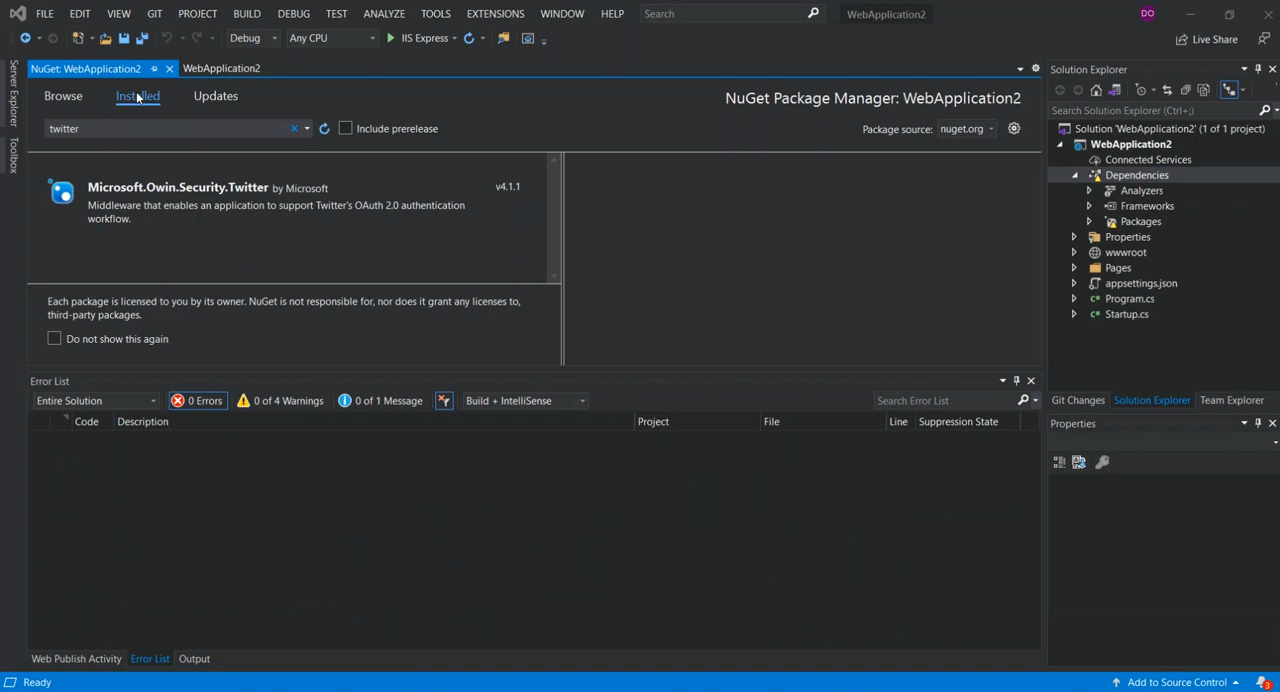 FILE EDIT VIEW GIT PROJECT BUILD DEBUG TEST ANALYZE TOOLS EXTENSIONS WINDOW HELP Search WebApplication2 DO
Debug Any CPU IIS Express Live Share
Server Explorer
Toolbox
NuGet: WebApplication2 WebApplication2
Browse Installed Updates
NuGet Package Manager: WebApplication2
twitter Include prerelease Package source: nuget.org
Microsoft.Owin.Security.Twitter by Microsoft v4.1.1
Middleware that enables an application to support Twitter's OAuth 2.0 authentication
workflow.
Each package is licensed to you by its owner. NuGet is not responsible for, nor does it grant any licenses to,
third-party packages.
Do not show this again
Error List
Entire Solution 0 Errors 0 of 4 Warnings 0 of 1 Message Build + IntelliSense Search Error List
Code Description Project File Line Suppression State
Web Publish Activity Error List Output
Solution Explorer
Search Solution Explorer (Ctrl+;)
Solution 'WebApplication2' (1 of 1 project)
WebApplication2
Connected Services
Dependencies
Analyzers
Frameworks
Packages
Properties
wwwroot
Pages
appsettings.json
C# Program.cs
C# Startup.cs
Git Changes Solution Explorer Team Explorer
Properties
Ready Add to Source Control 3